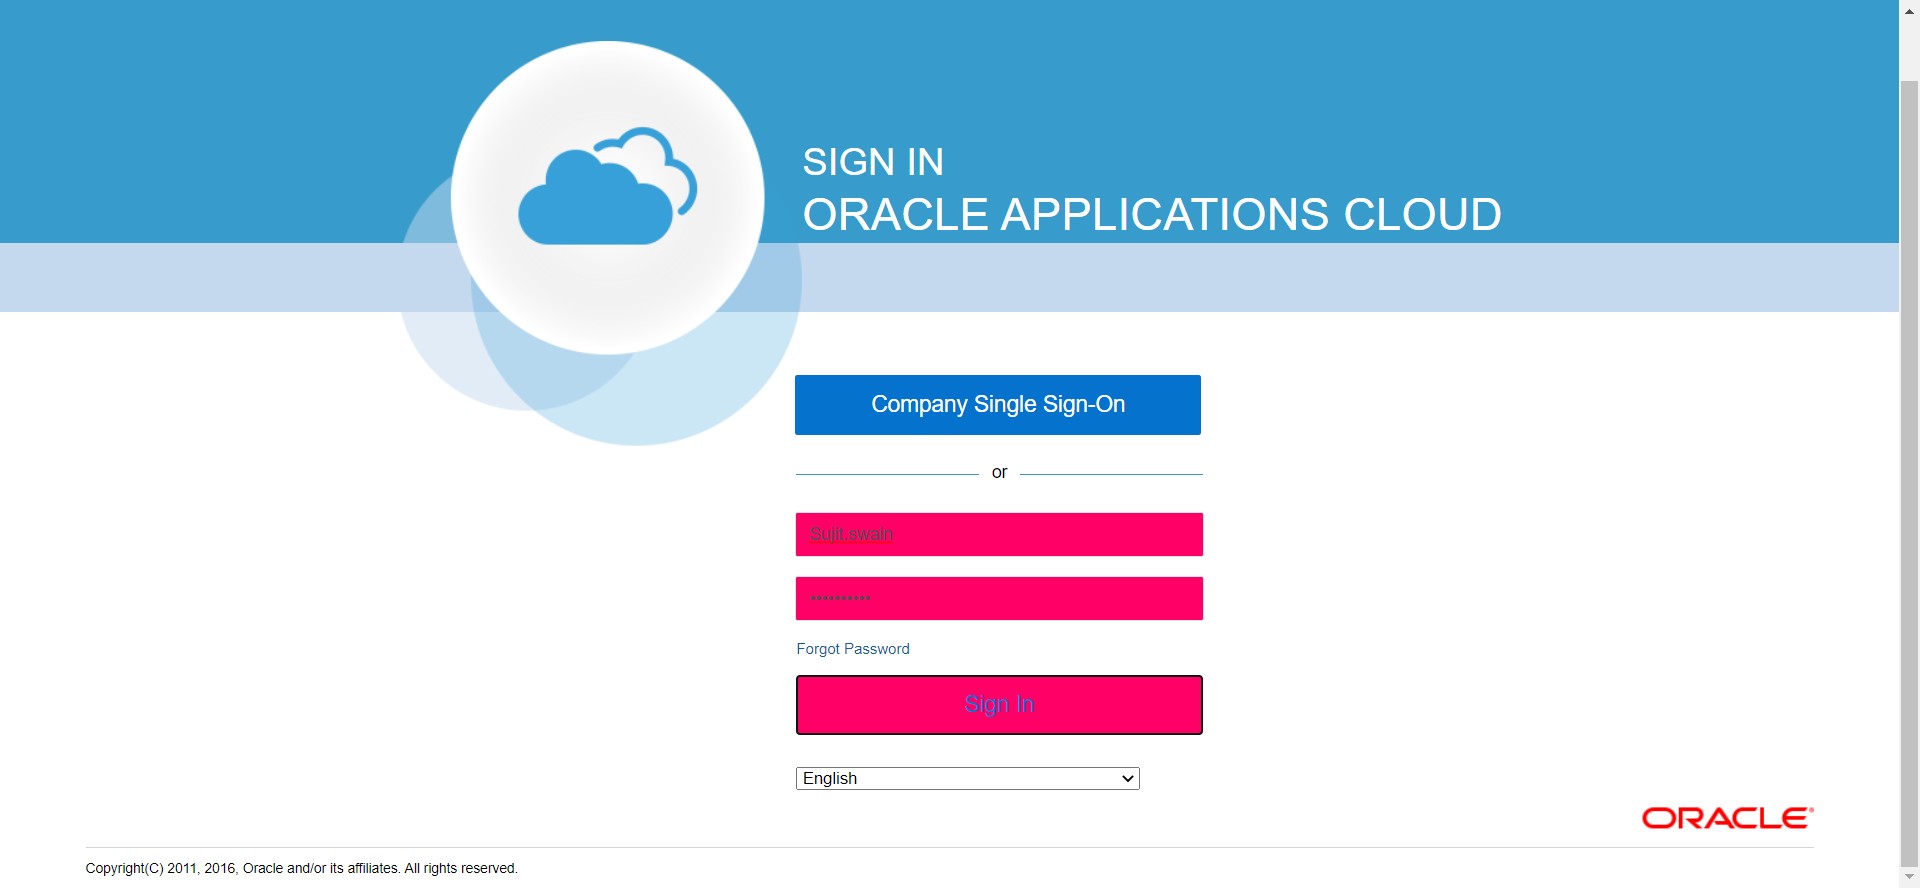 SIGN IN
ORACLE APPLICATIONS CLOUD
Company Single Sign-On
or
Sujit.swain
••••••••••
Forgot Password
Sign In
English
ORACLE®
Copyright(C) 2011, 2016, Oracle and/or its affiliates. All rights reserved.